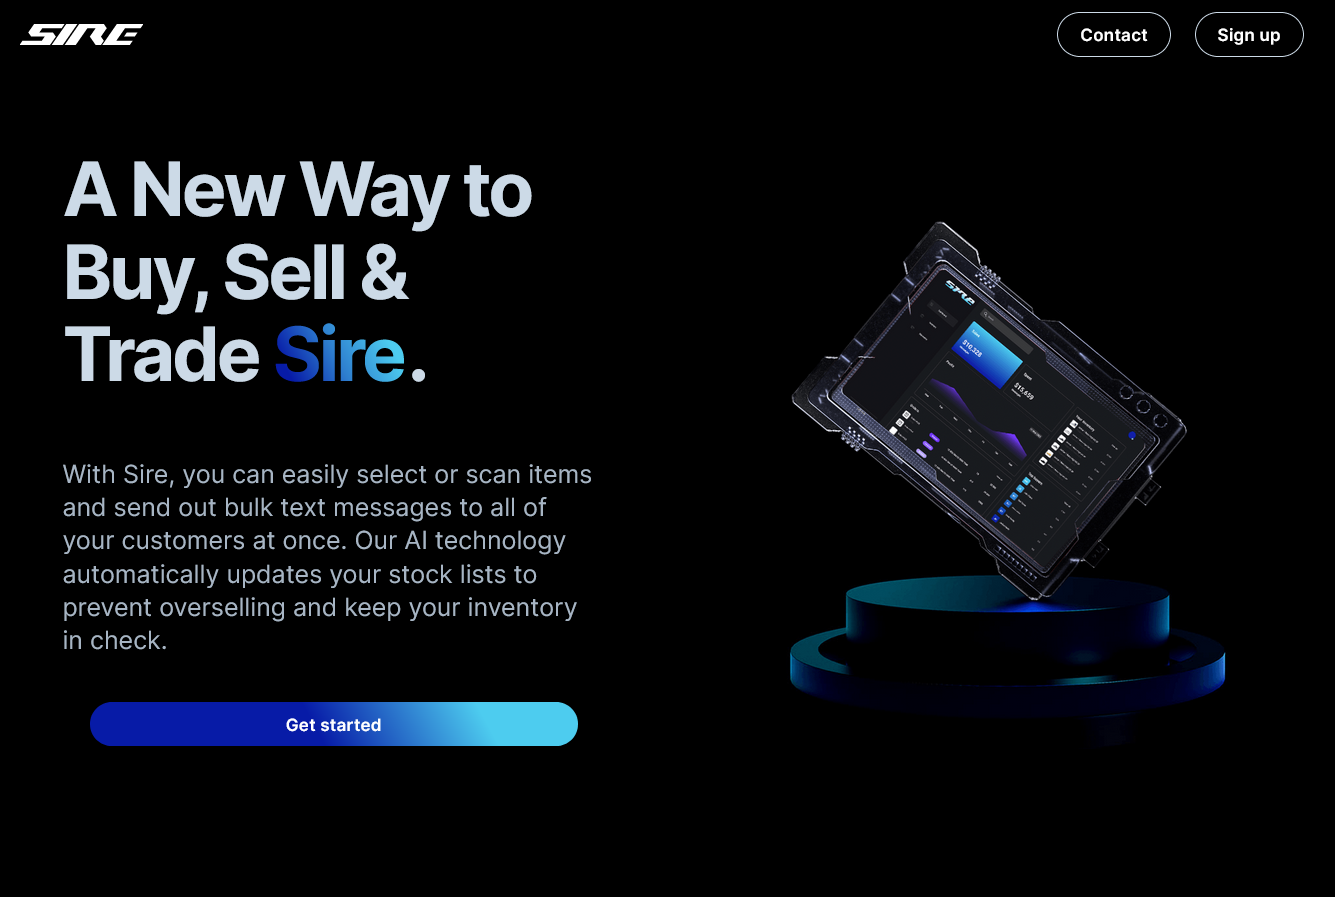 SIRE
Contact
Sign up
A New Way to
Buy, Sell &
Trade Sire.
With Sire, you can easily select or scan items
and send out bulk text messages to all of
your customers at once. Our AI technology
automatically updates your stock lists to
prevent overselling and keep your inventory
in check.
Get started
SIRE
$16,328
$15,659